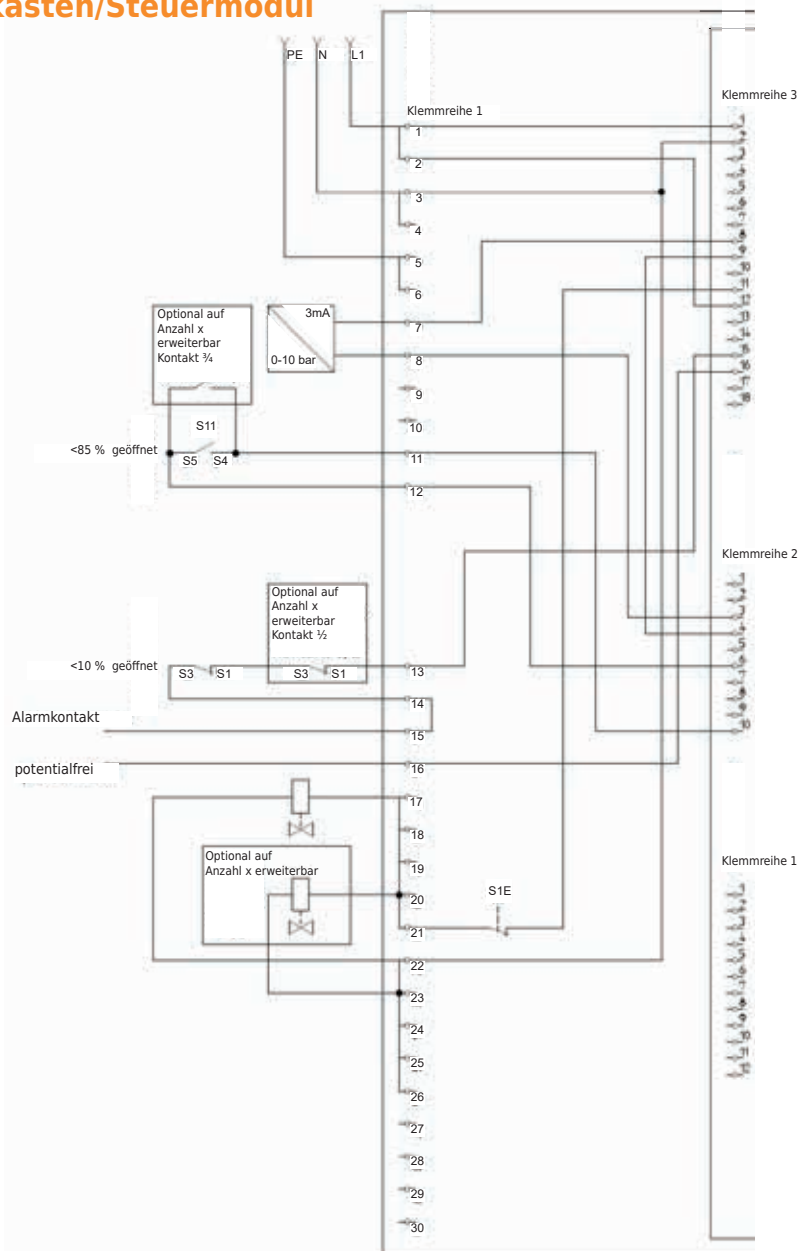 kasten/Steuermodul
PE N L1
Klemmreihe 1
Klemmreihe 3
1
2
3
4
5
6
7
8
9
10
11
12
13
14
15
16
17
18
19
20
21
22
23
24
25
26
27
28
29
30
Optional auf
Anzahl x
erweiterbar
Kontakt ¾
3mA
0-10 bar
S11
<85 % geöffnet
S5 S4
Klemmreihe 2
Optional auf
Anzahl x
erweiterbar
Kontakt ½
<10 % geöffnet
S3 S1
S3 S1
Alarmkontakt
potentialfrei
Optional auf
Anzahl x erweiterbar
S1E
Klemmreihe 1